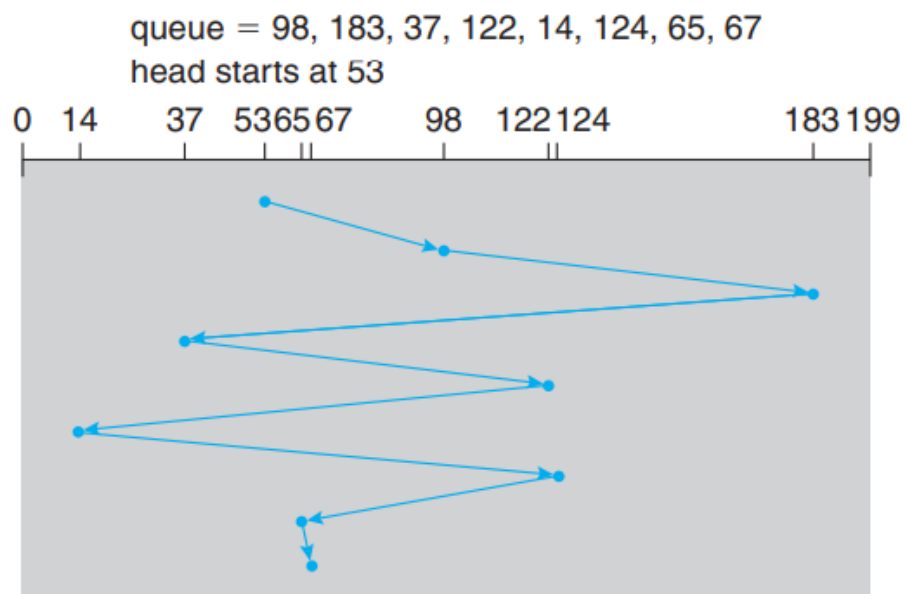 queue = 98, 183, 37, 122, 14, 124, 65, 67
head starts at 53
0 14 37 53 65 67 98 122 124 183 199